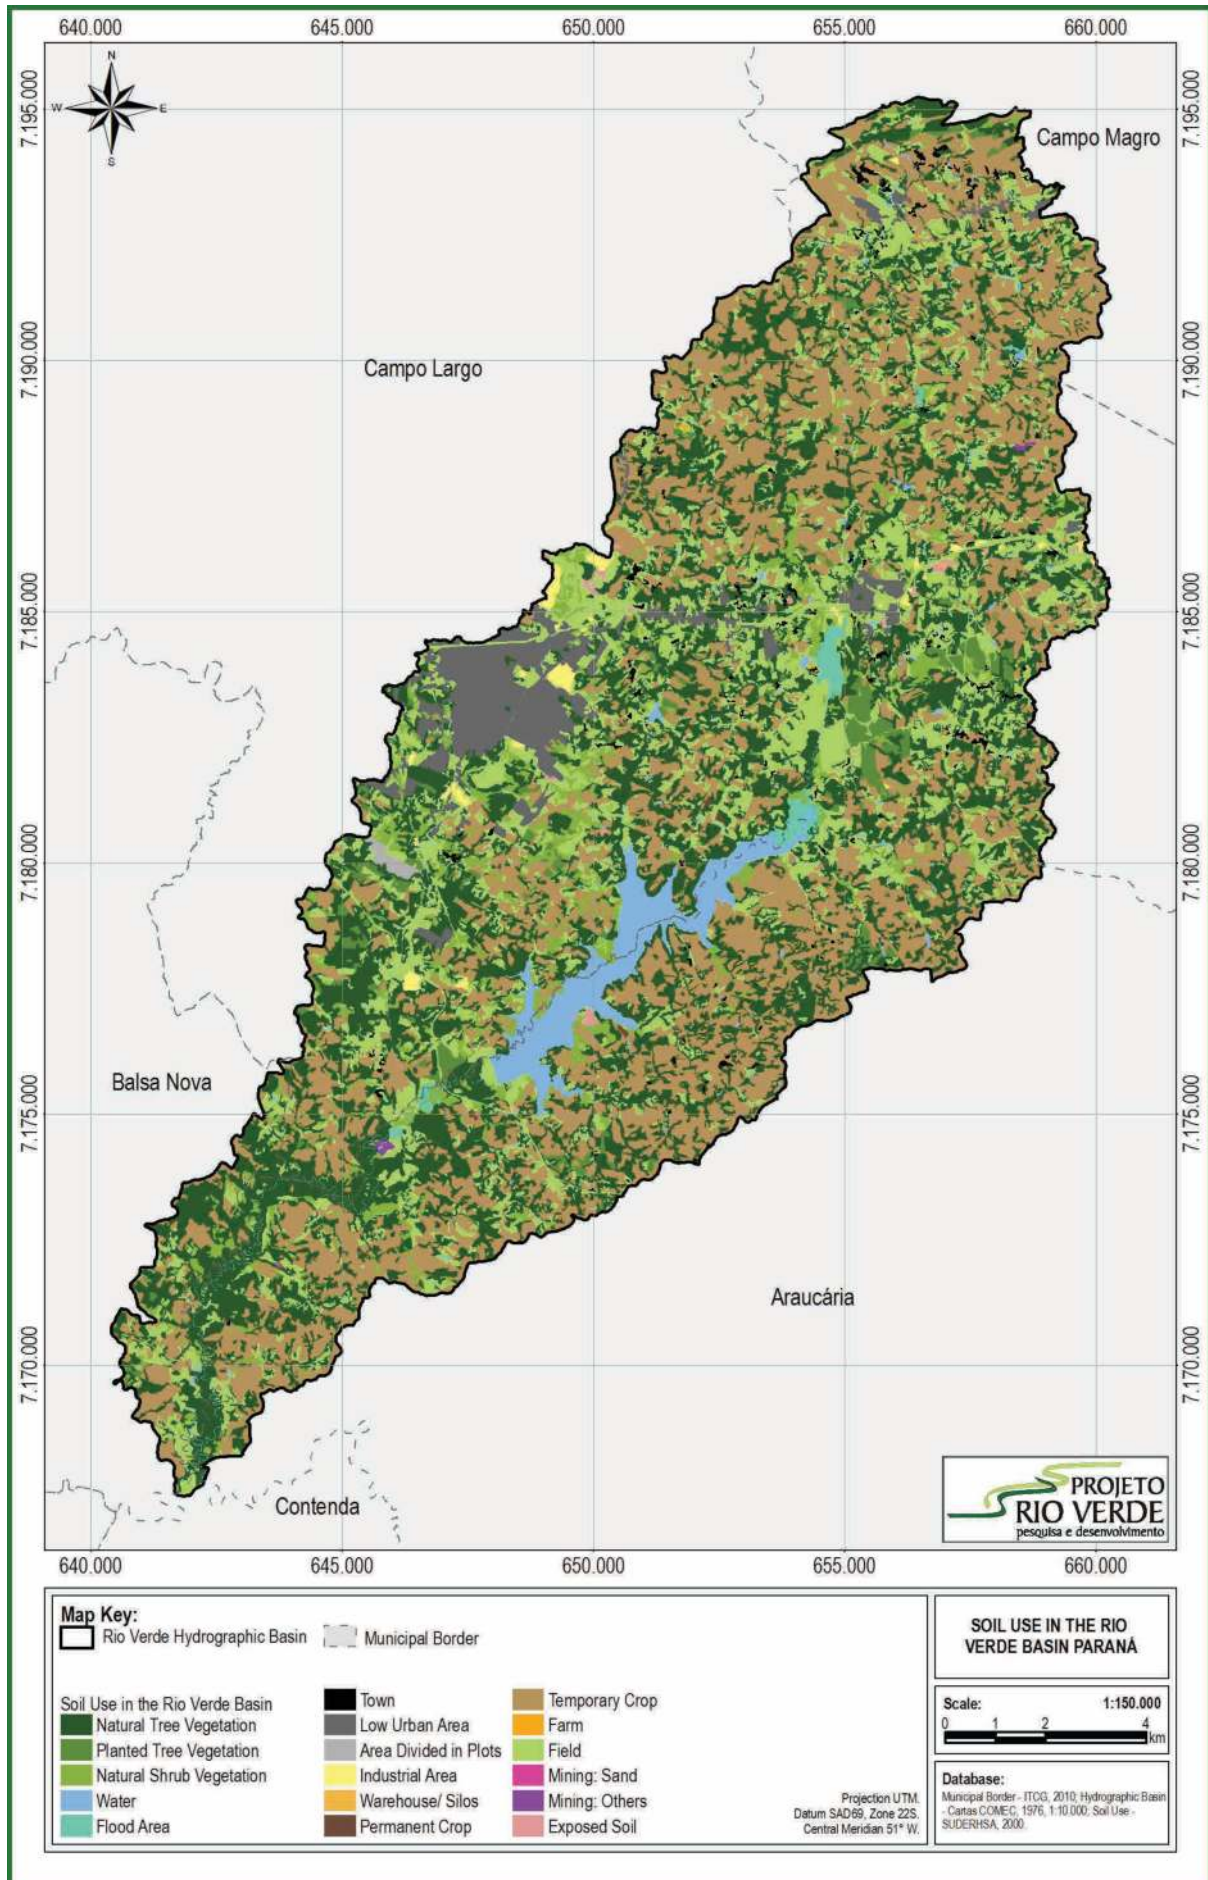 640.000 645.000 650.000 655.000 660.000
N
W E
S
7.195.000 7.195.000
Campo Magro
7.190.000 7.190.000
Campo Largo
7.185.000 7.185.000
7.180.000 7.180.000
Balsa Nova
7.175.000 7.175.000
Araucária
7.170.000 7.170.000
Contenda
PROJETO
RIO VERDE
pesquisa e desenvolvimento
640.000 645.000 650.000 655.000 660.000
Map Key:
Rio Verde Hydrographic Basin Municipal Border
Soil Use in the Rio Verde Basin
Natural Tree Vegetation
Planted Tree Vegetation
Natural Shrub Vegetation
Water
Flood Area
Town
Low Urban Area
Area Divided in Plots
Industrial Area
Warehouse/ Silos
Permanent Crop
Temporary Crop
Farm
Field
Mining: Sand
Mining: Others
Exposed Soil
Projection UTM.
Datum SAD69, Zone 22S.
Central Meridian 51° W.
SOIL USE IN THE RIO
VERDE BASIN PARANÁ
Scale: 1:150.000
0 1 2 4
km
Database:
Municipal Border - ITCG, 2010; Hydrographic Basin
- Cartas COMEC, 1976, 1:10.000; Soil Use -
SUDERHSA, 2000.